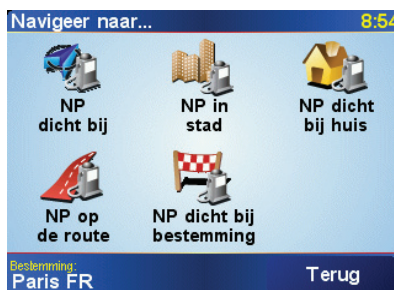 Navigeer naar... 8:54
NP
dicht bij
NP in
stad
NP dicht
bij huis
NP op
de route
NP dicht bij
bestemming
Bestemming:
Paris FR
Terug